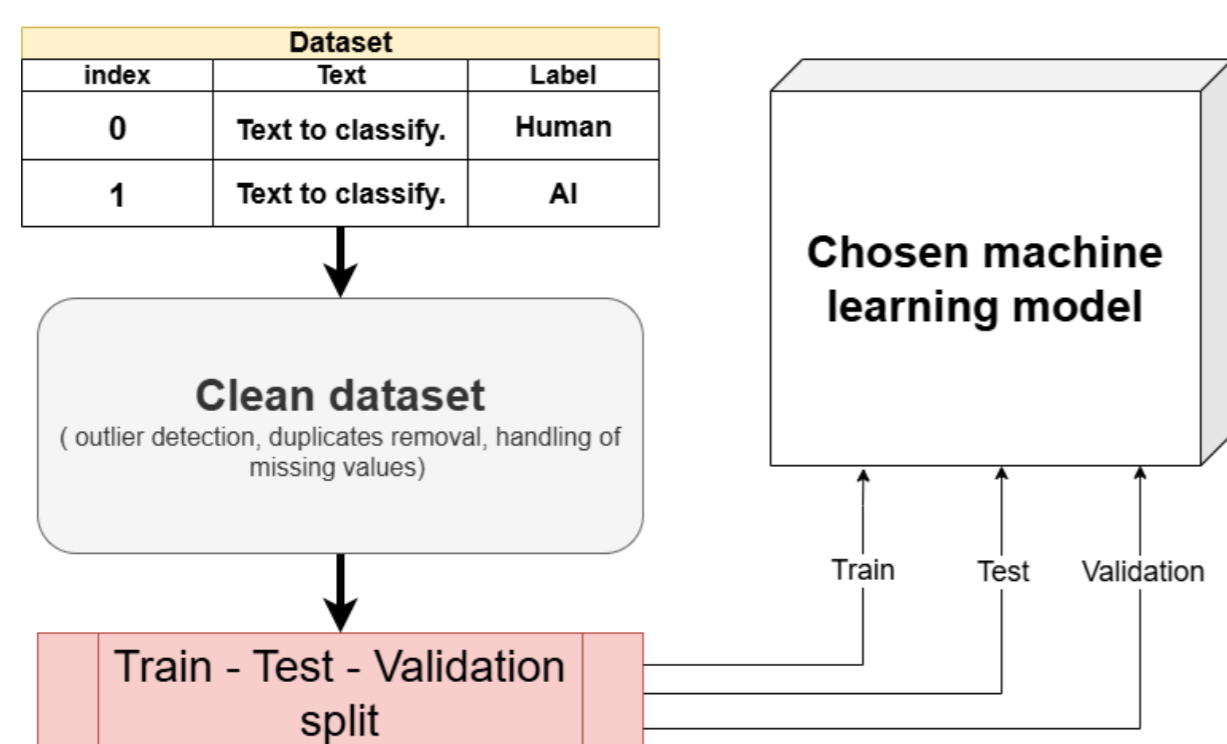 Dataset
index Text Label
0 Text to classify. Human
1 Text to classify. AI
Clean dataset
( outlier detection, duplicates removal, handling of
missing values)
Train - Test - Validation
split
Chosen machine
learning model
Train Test Validation